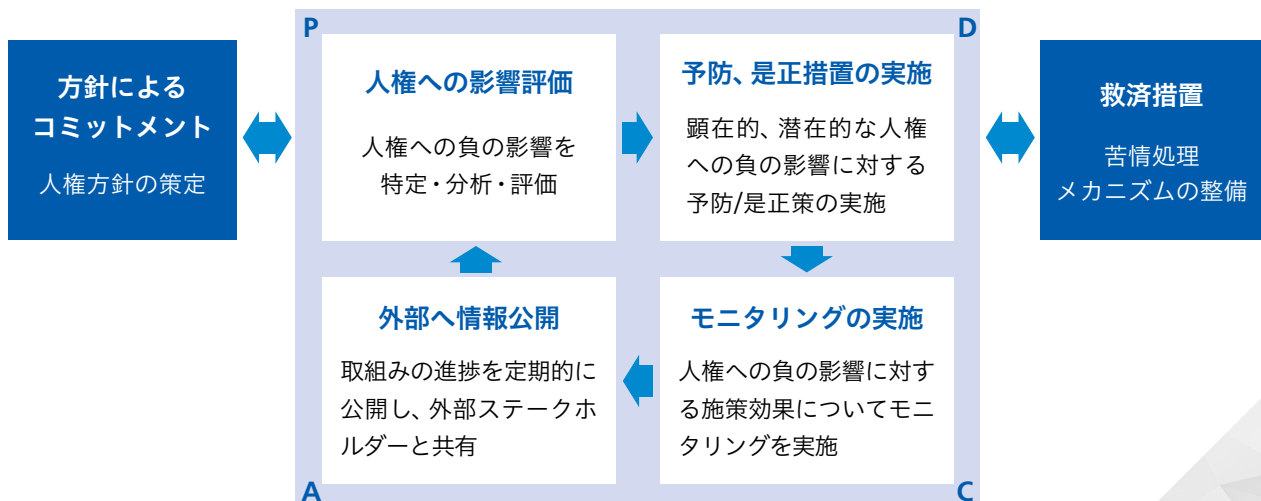 方針による
コミットメント
人権方針の策定
P
人権への影響評価
人権への負の影響を
特定・分析・評価
D
予防、是正措置の実施
顕在的、潜在的な人権
への負の影響に対する
予防/是正策の実施
救済措置
苦情処理
メカニズムの整備
外部へ情報公開
取組みの進捗を定期的に
公開し、外部ステークホ
ルダーと共有
A
モニタリングの実施
人権への負の影響に対す
る施策効果についてモニ
タリングを実施
C